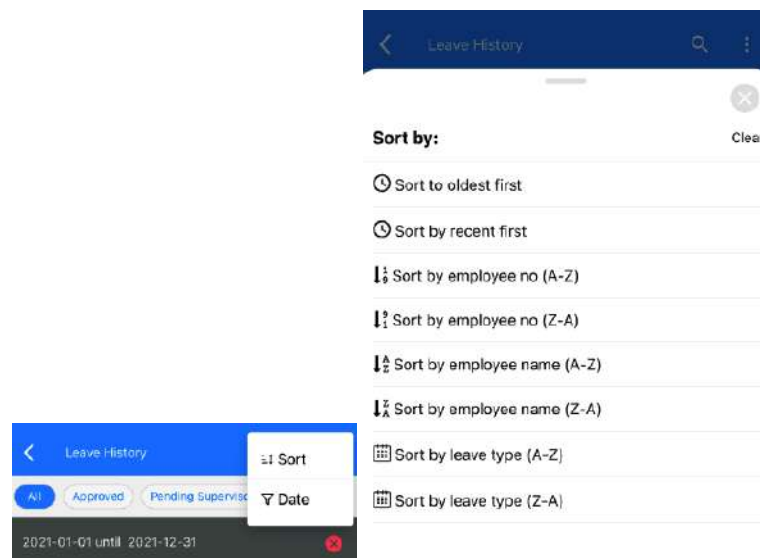 Leave History
Sort
All
Approved
Pending Superviso
Date
2021-01-01 until 2021-12-31
Leave History
Sort by:
Clea
Sort to oldest first
Sort by recent first
Sort by employee no (A-Z)
Sort by employee no (Z-A)
Sort by employee name (A-Z)
Sort by employee name (Z-A)
Sort by leave type (A-Z)
Sort by leave type (Z-A)